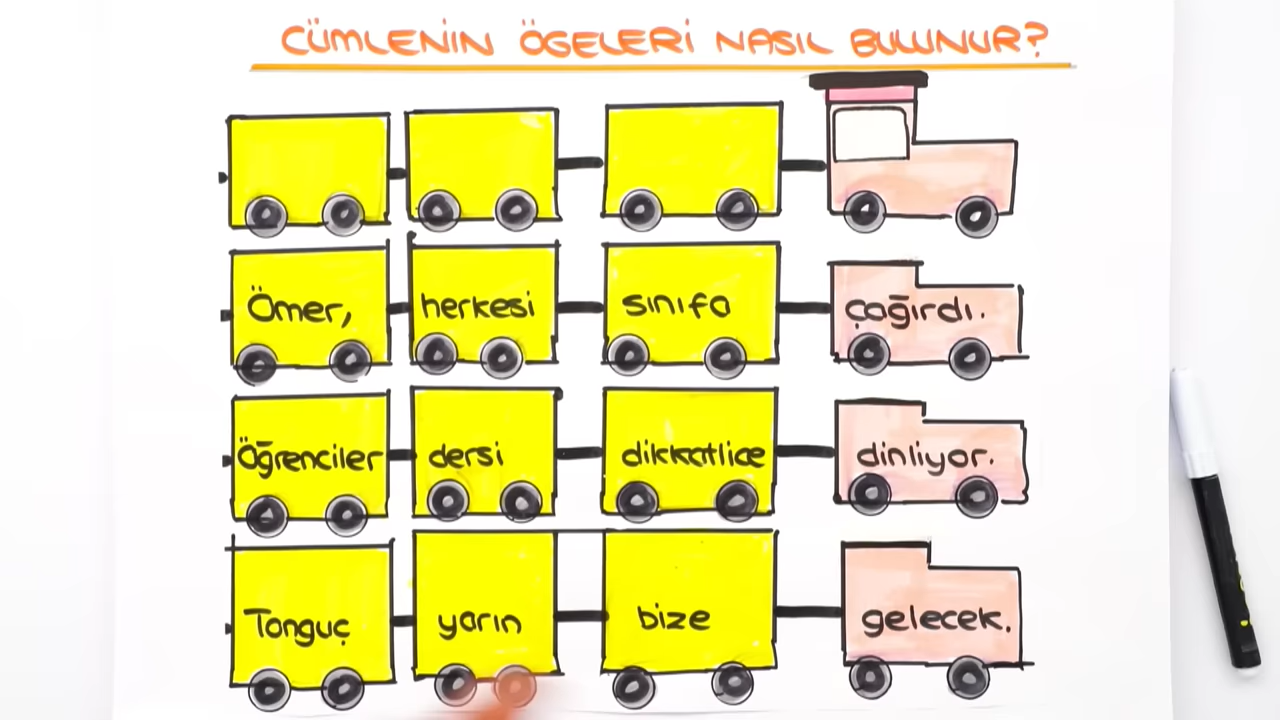 CÜMLENİN ÖGELERİ NASIL BULUNUR?
Ömer, herkesi sınıfa çağırdı.
Öğrenciler dersi dikkatlice dinliyor.
Tonguç yarın bize gelecek.